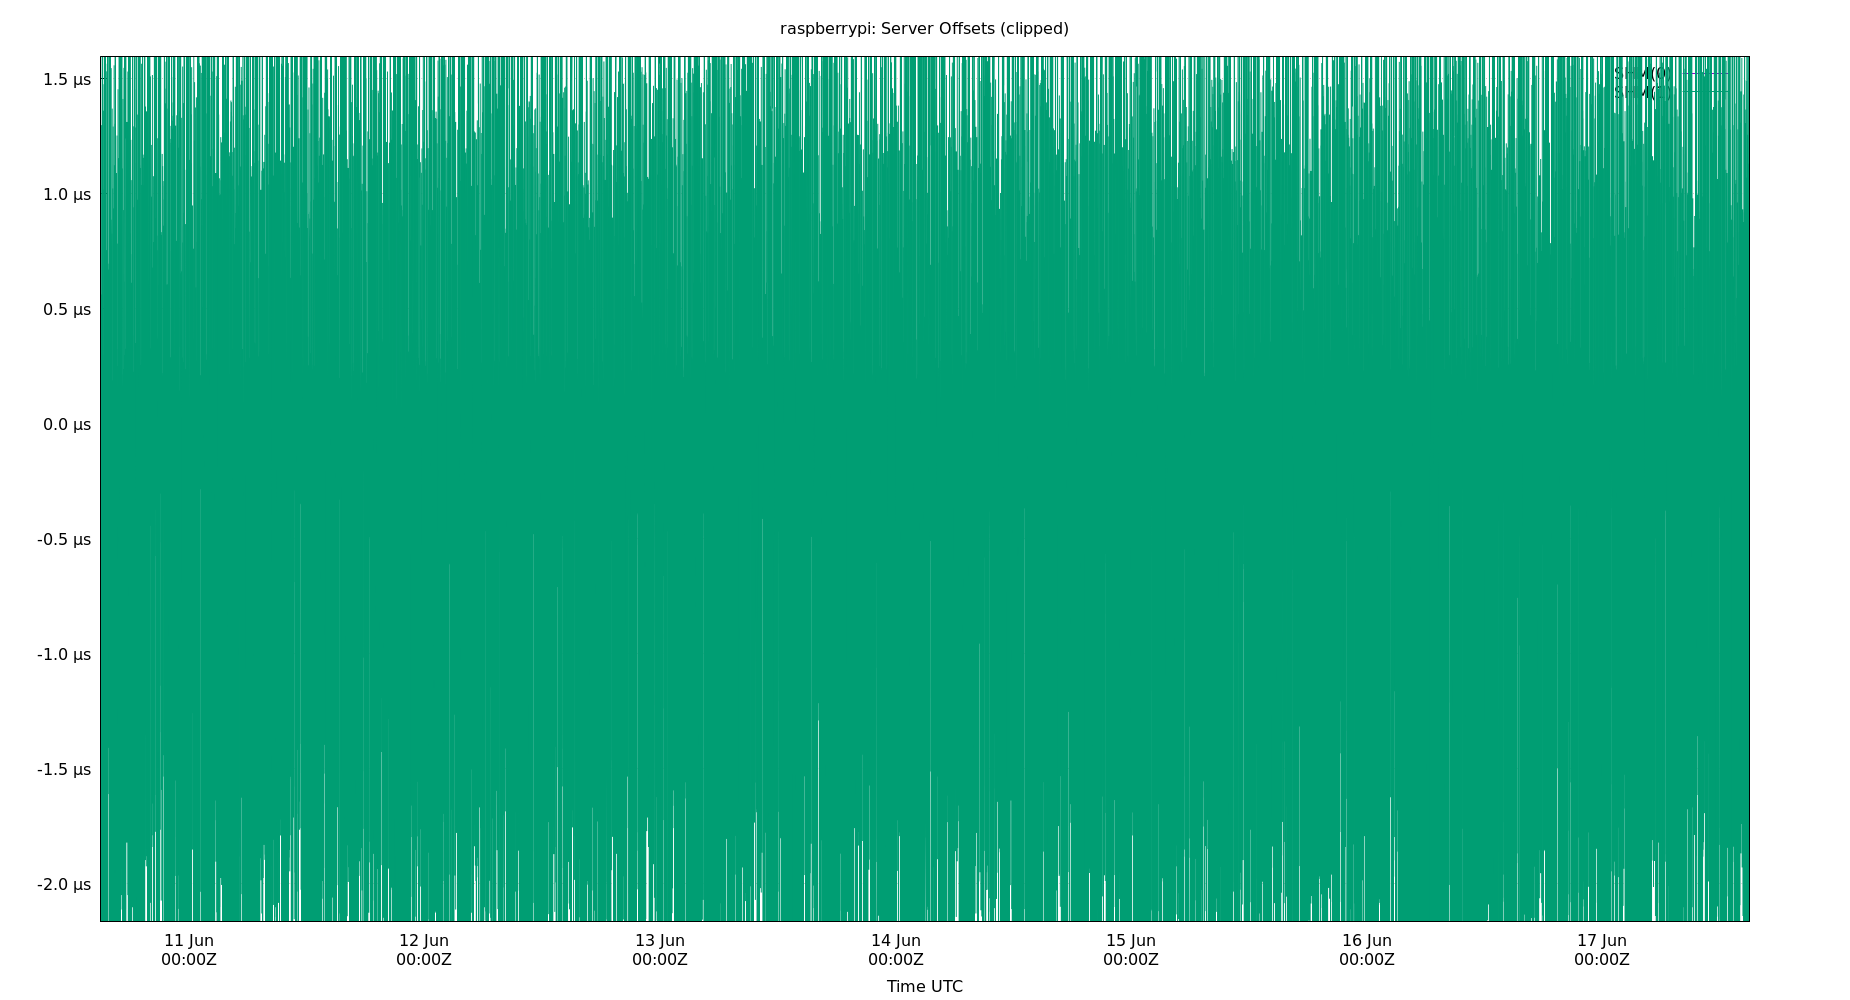 raspberrypi: Server Offsets (clipped)
1.5 µs
SHM(0)
1.0 µs
0.5 µs
0.0 µs
-0.5 µs
-1.0 µs
-1.5 µs
-2.0 µs
11 Jun 12 Jun 13 Jun 14 Jun 15 Jun 16 Jun 17 Jun
00:00Z 00:00Z 00:00Z 00:00Z 00:00Z 00:00Z 00:00Z
Time UTC